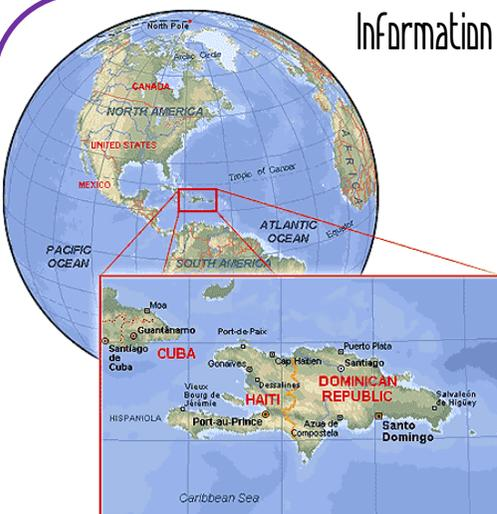 Information
North Pole
Arctic Circle
CANADA
NORTH AMERICA
UNITED STATES
MEXICO
AFRICA
Tropic of Cancer
ATLANTIC
OCEAN
Equator
PACIFIC
OCEAN
SOUTH AMERICA
Moa
Guantánamo
Santiago
de
Cuba
CUBA
Port-de-Paix
Puerto Plata
Cap Haïtien
Gonaïves
Santiago
Dessalines
DOMINICAN
REPUBLIC
Vieux
Bourg de
Jérémie
HAITI
Salvaleón
de Higüey
HISPANIOLA
Port-au-Prince
Azua de
Compostela
Santo
Domingo
Caribbean Sea